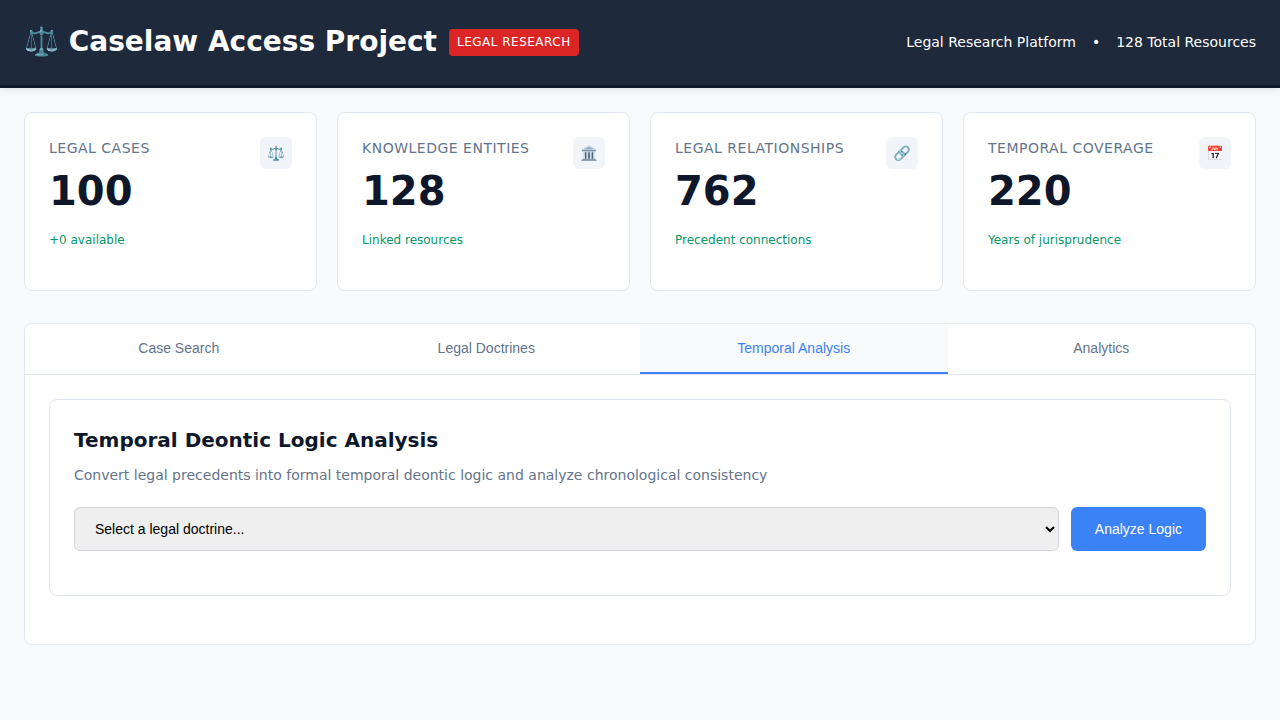 Caselaw Access Project LEGAL RESEARCH Legal Research Platform • 128 Total Resources
LEGAL CASES
100
+0 available
KNOWLEDGE ENTITIES
128
Linked resources
LEGAL RELATIONSHIPS
762
Precedent connections
TEMPORAL COVERAGE
220
Years of jurisprudence
Case Search Legal Doctrines Temporal Analysis Analytics
Temporal Deontic Logic Analysis
Convert legal precedents into formal temporal deontic logic and analyze chronological consistency
Select a legal doctrine... Analyze Logic